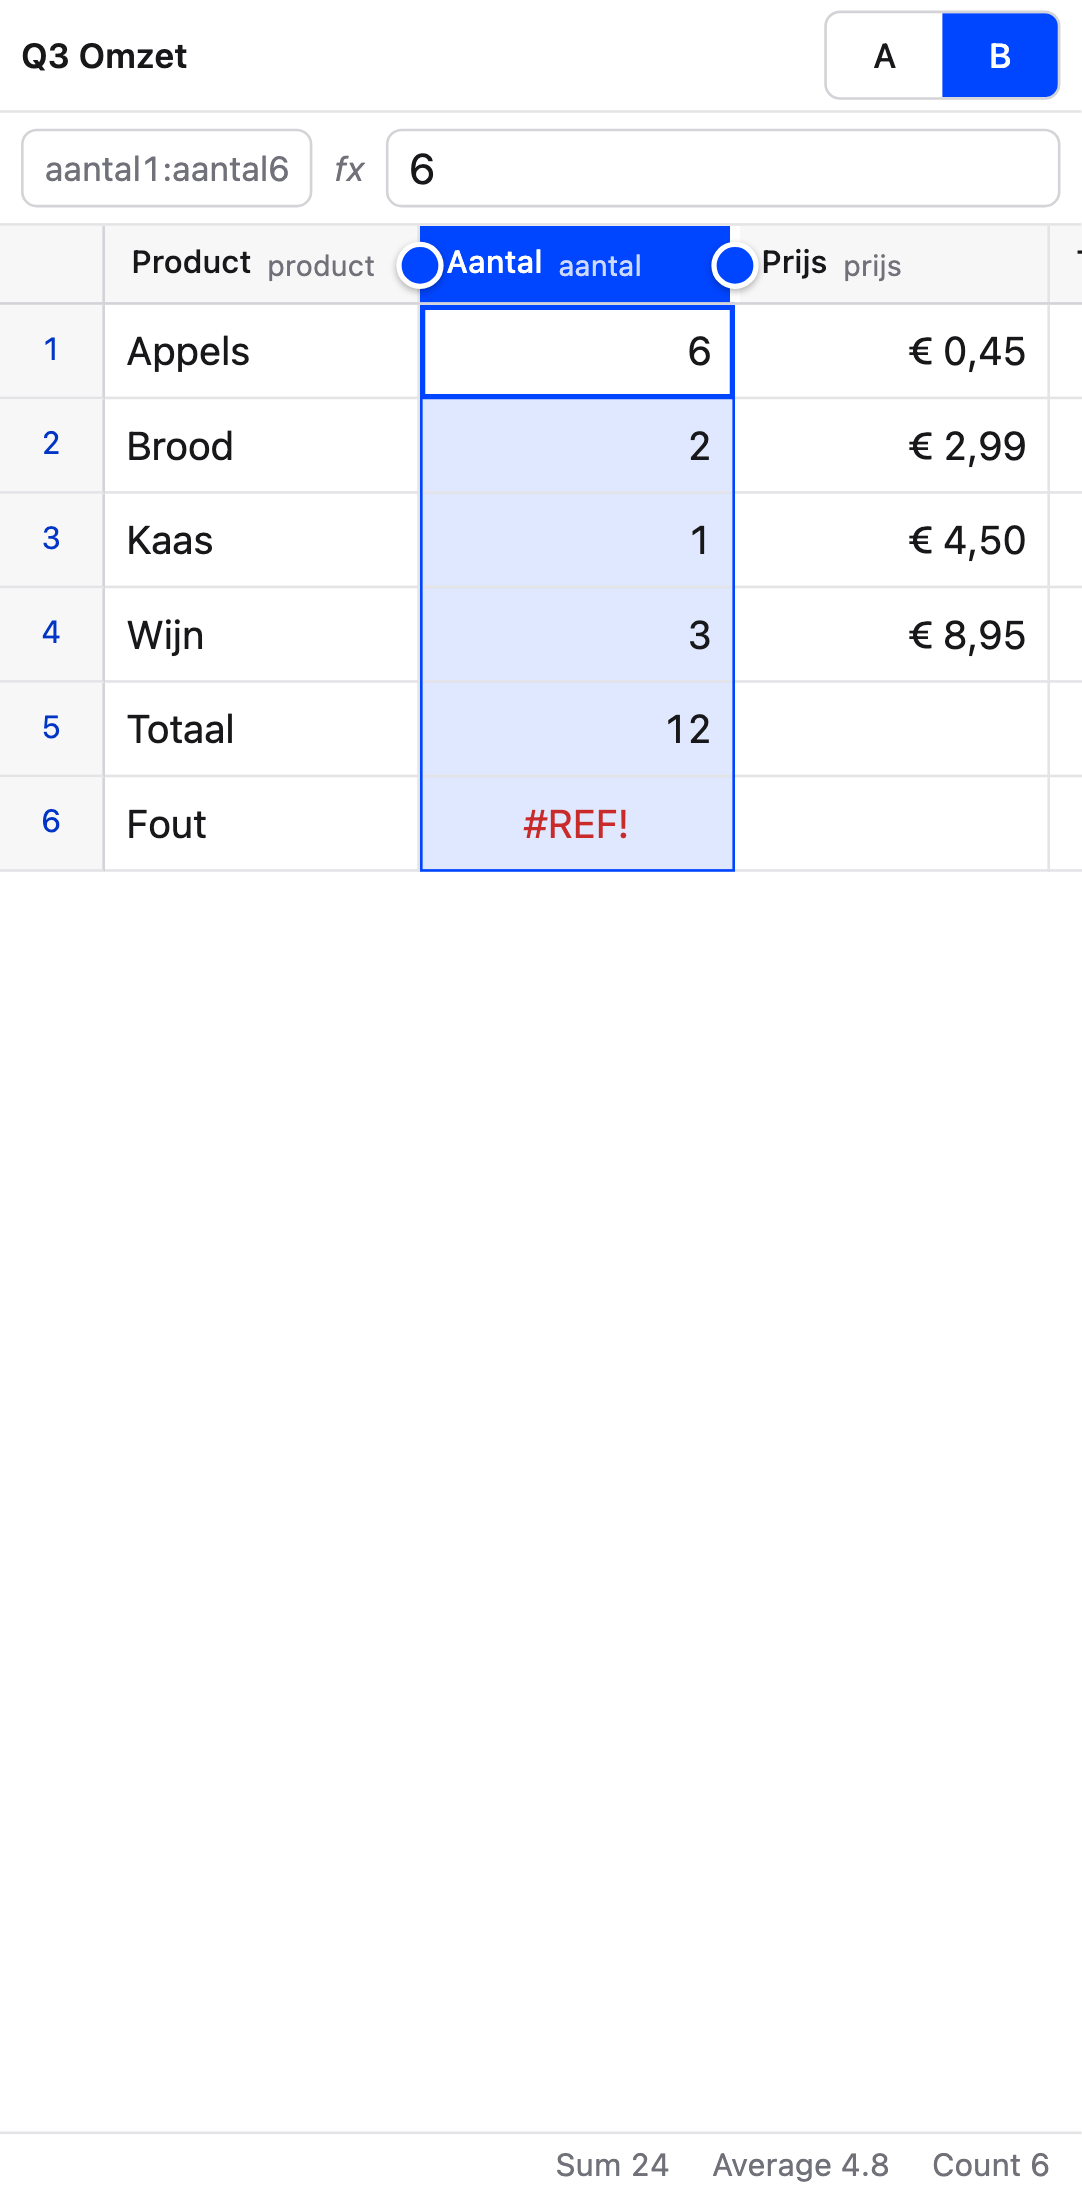 Q3 Omzet A B
aantal1:aantal6 fx 6
Product product Aantal aantal Prijs prijs
1 Appels 6 € 0,45
2 Brood 2 € 2,99
3 Kaas 1 € 4,50
4 Wijn 3 € 8,95
5 Totaal 12
6 Fout #REF!
Sum 24 Average 4.8 Count 6